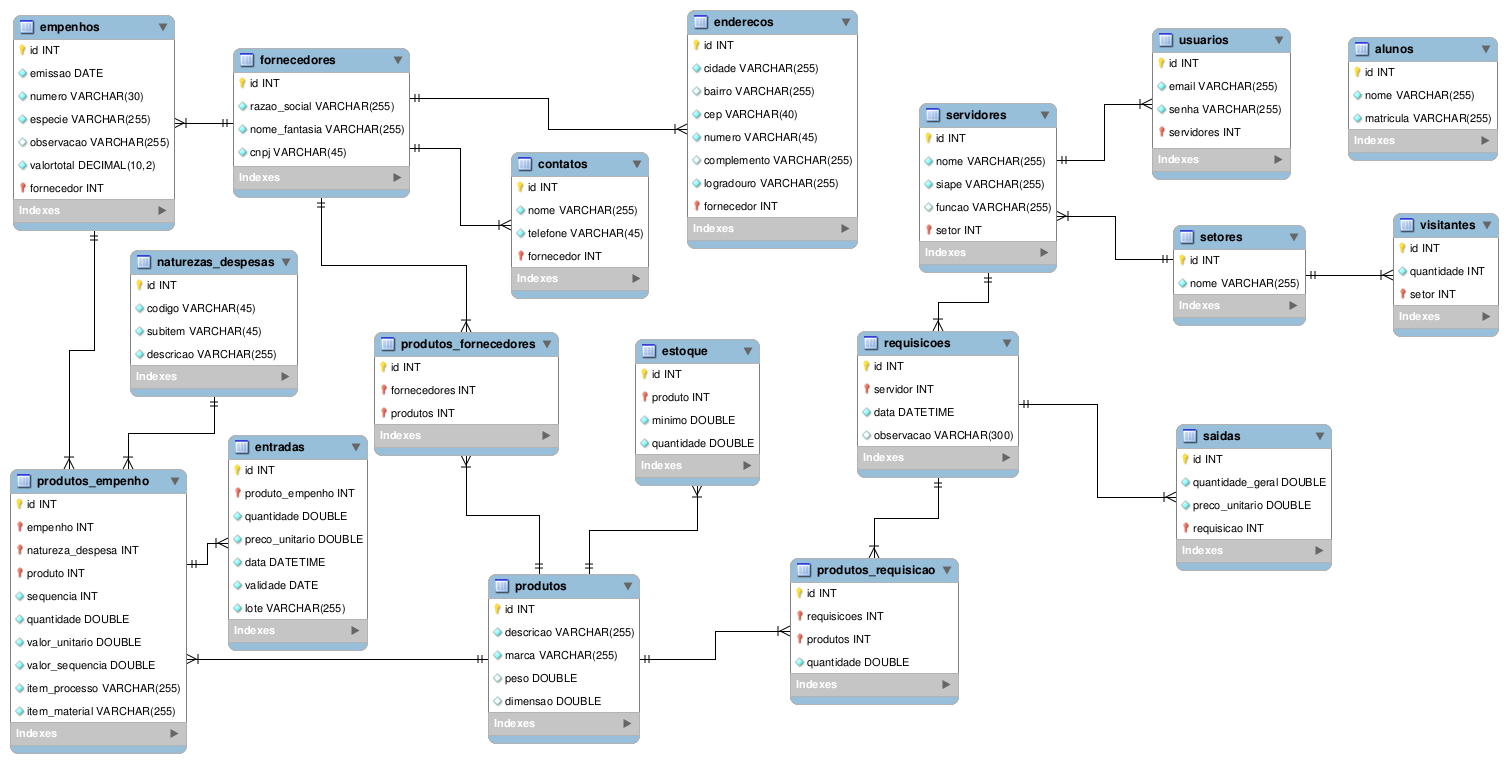 empenhos
id INT
emissao DATE
numero VARCHAR(30)
especie VARCHAR(255)
observacao VARCHAR(255)
valortotal DECIMAL(10,2)
fornecedor INT
Indexes
fornecedores
id INT
razao_social VARCHAR(255)
nome_fantasia VARCHAR(255)
cnpj VARCHAR(45)
Indexes
enderecos
id INT
cidade VARCHAR(255)
bairro VARCHAR(255)
cep VARCHAR(40)
numero VARCHAR(45)
complemento VARCHAR(255)
logradouro VARCHAR(255)
fornecedor INT
Indexes
contatos
id INT
nome VARCHAR(255)
telefone VARCHAR(45)
fornecedor INT
Indexes
servidores
id INT
nome VARCHAR(255)
siape VARCHAR(255)
funcao VARCHAR(255)
setor INT
Indexes
usuarios
id INT
email VARCHAR(255)
senha VARCHAR(255)
servidores INT
Indexes
alunos
id INT
nome VARCHAR(255)
matricula VARCHAR(255)
Indexes
setores
id INT
nome VARCHAR(255)
Indexes
visitantes
id INT
quantidade INT
setor INT
Indexes
naturezas_despesas
id INT
codigo VARCHAR(45)
subitem VARCHAR(45)
descricao VARCHAR(255)
Indexes
produtos_fornecedores
id INT
fornecedores INT
produtos INT
Indexes
estoque
id INT
produto INT
minimo DOUBLE
quantidade DOUBLE
Indexes
requisicoes
id INT
servidor INT
data DATETIME
observacao VARCHAR(300)
Indexes
saidas
id INT
quantidade_geral DOUBLE
preco_unitario DOUBLE
requisicao INT
Indexes
entradas
id INT
produto_empenho INT
quantidade DOUBLE
preco_unitario DOUBLE
data DATETIME
validade DATE
lote VARCHAR(255)
Indexes
produtos_empenho
id INT
empenho INT
natureza_despesa INT
produto INT
sequencia INT
quantidade DOUBLE
valor_unitario DOUBLE
valor_sequencia DOUBLE
item_processo VARCHAR(255)
item_material VARCHAR(255)
Indexes
produtos
id INT
descricao VARCHAR(255)
marca VARCHAR(255)
peso DOUBLE
dimensao DOUBLE
Indexes
produtos_requisicao
id INT
requisicoes INT
produtos INT
quantidade DOUBLE
Indexes